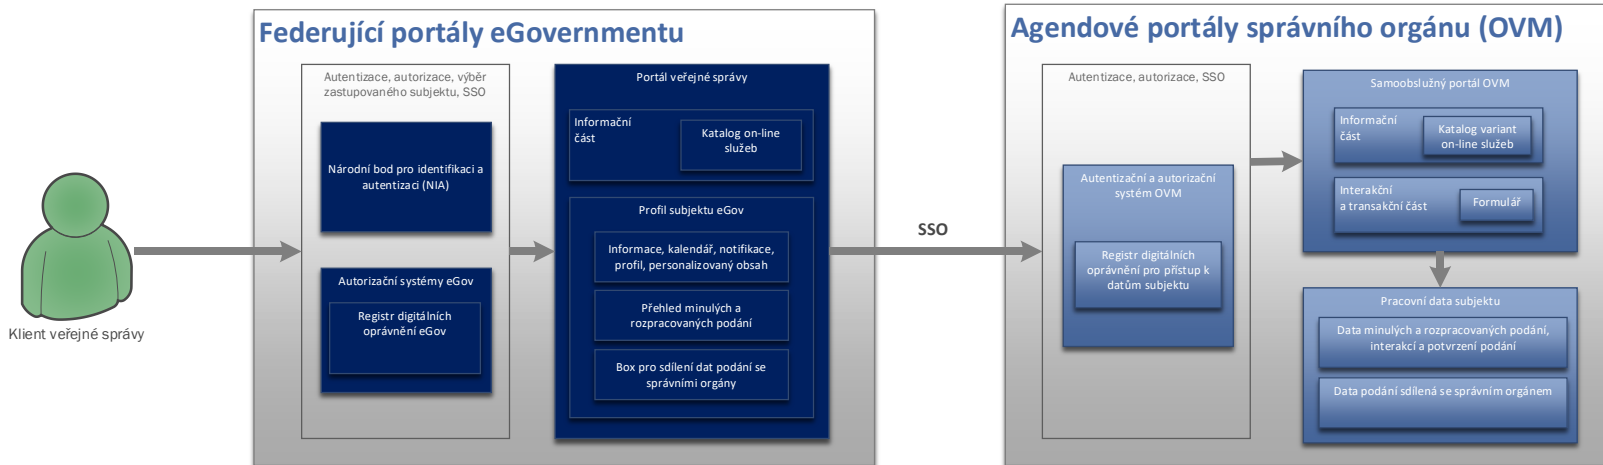 Klient veřejné správy
Federující portály eGovernmentu
Autentizace, autorizace, výběr
zastupovaného subjektu, SSO
Národní bod pro identifikaci a
autentizaci (NIA)
Autorizační systémy eGov
Registr digitálních
oprávnění eGov
Portál veřejné správy
Informační
část
Katalog on-line
služeb
Profil subjektu eGov
Informace, kalendář, notifikace,
profil, personalizovaný obsah
Přehled minulých a
rozpracovaných podání
Box pro sdílení dat podání se
správními orgány
SSO
Agendové portály správního orgánu (OVM)
Autentizace, autorizace, SSO
Autentizační a autorizační
systém OVM
Registr digitálních
oprávnění pro přístup k
datům subjektu
Samoobslužný portál OVM
Informační
část
Katalog variant
on-line služeb
Interakční
a transakční část
Formulář
Pracovní data subjektu
Data minulých a rozpracovaných podání,
interakcí a potvrzení podání
Data podání sdílená se správním orgánem